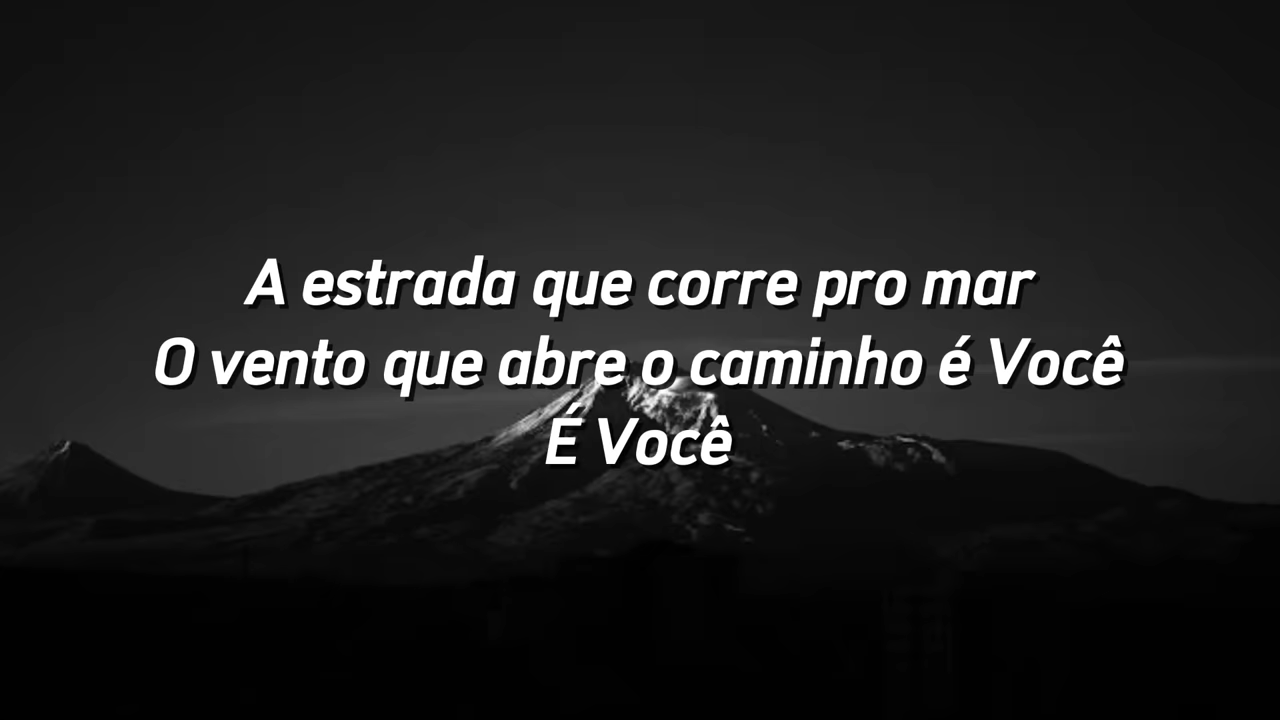 A estrada que corre pro mar
O vento que abre o caminho é Você
É Você